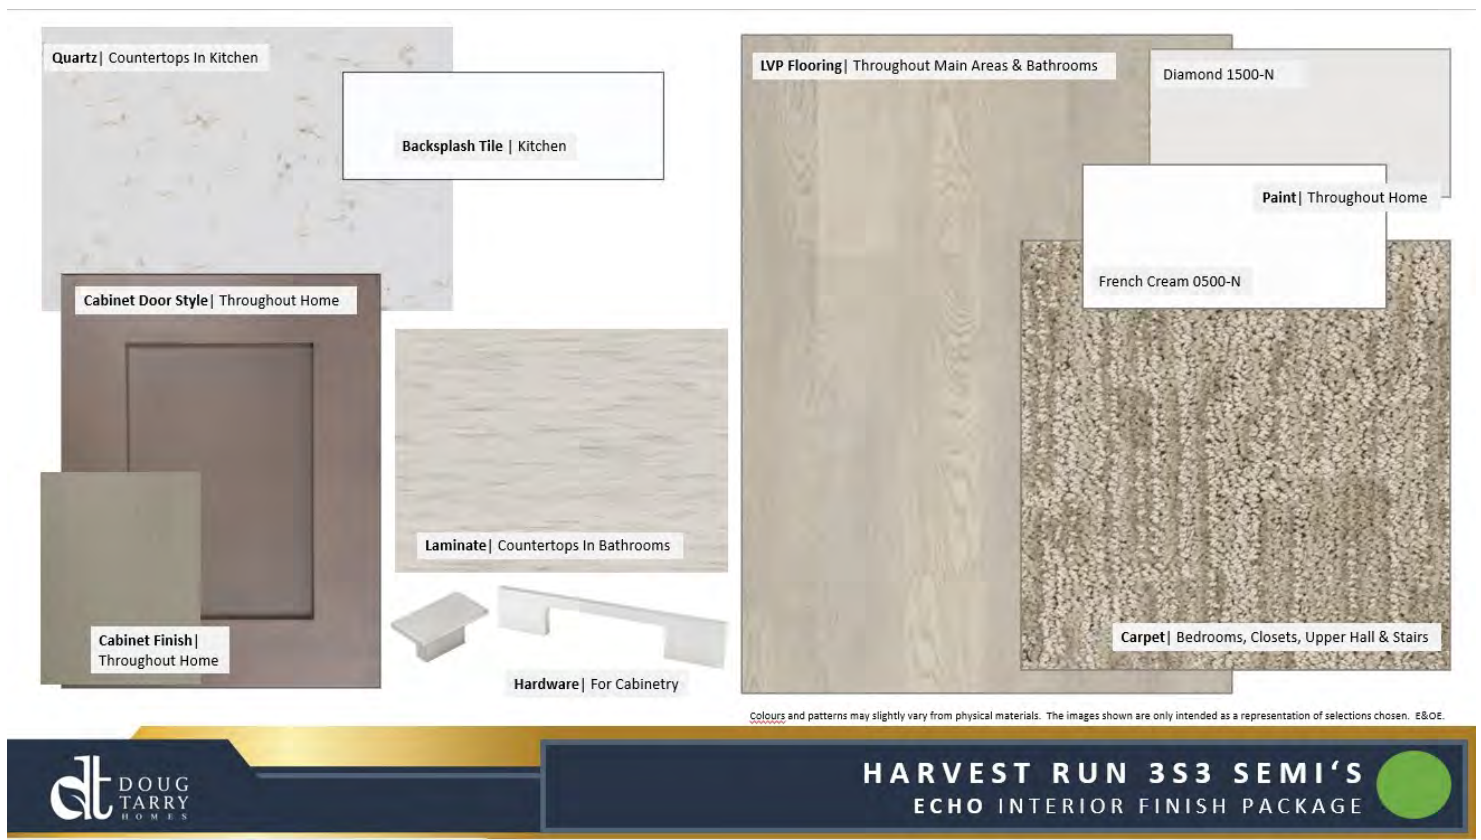 Quartz| Countertops In Kitchen
Backsplash Tile | Kitchen
Cabinet Door Style| Throughout Home
Cabinet Finish|
Throughout Home
Laminate| Countertops In Bathrooms
Hardware| For Cabinetry
LVP Flooring| Throughout Main Areas & Bathrooms
Diamond 1500-N
Paint| Throughout Home
French Cream 0500-N
Carpet| Bedrooms, Closets, Upper Hall & Stairs
Colours and patterns may slightly vary from physical materials. The images shown are only intended as a representation of selections chosen. E&OE.
dt
DOUG
TARRY
HOMES
HARVEST RUN 3S3 SEMI‘S
ECHO INTERIOR FINISH PACKAGE